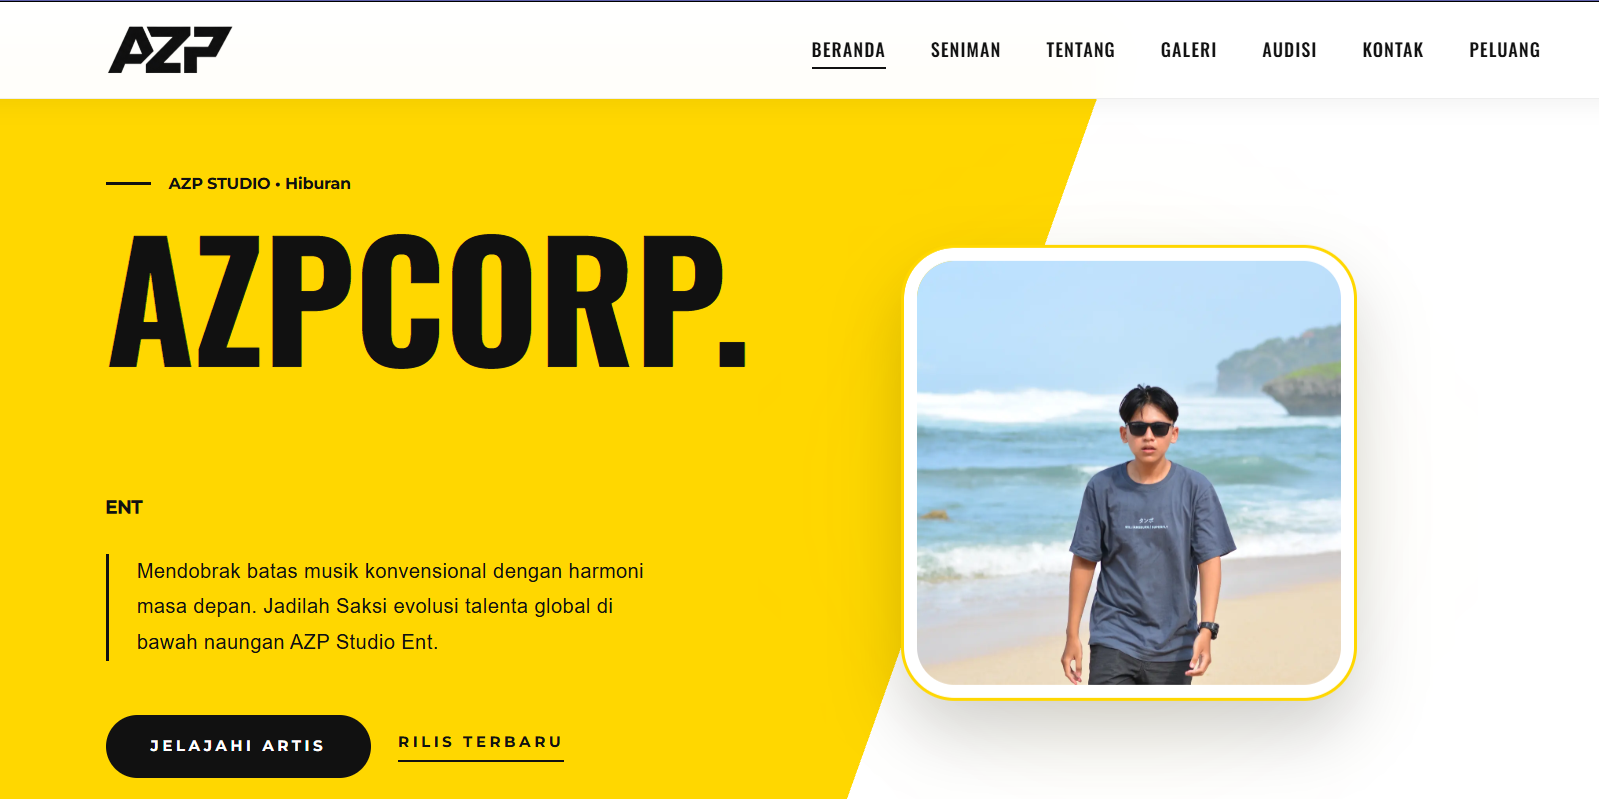 AZP
BERANDA SENIMAN TENTANG GALERI AUDISI KONTAK PELUANG
AZP STUDIO • Hiburan
AZPCORP.
ENT
Mendobrak batas musik konvensional dengan harmoni
masa depan. Jadilah Saksi evolusi talenta global di
bawah naungan AZP Studio Ent.
JELAJAHI ARTIS
RILIS TERBARU